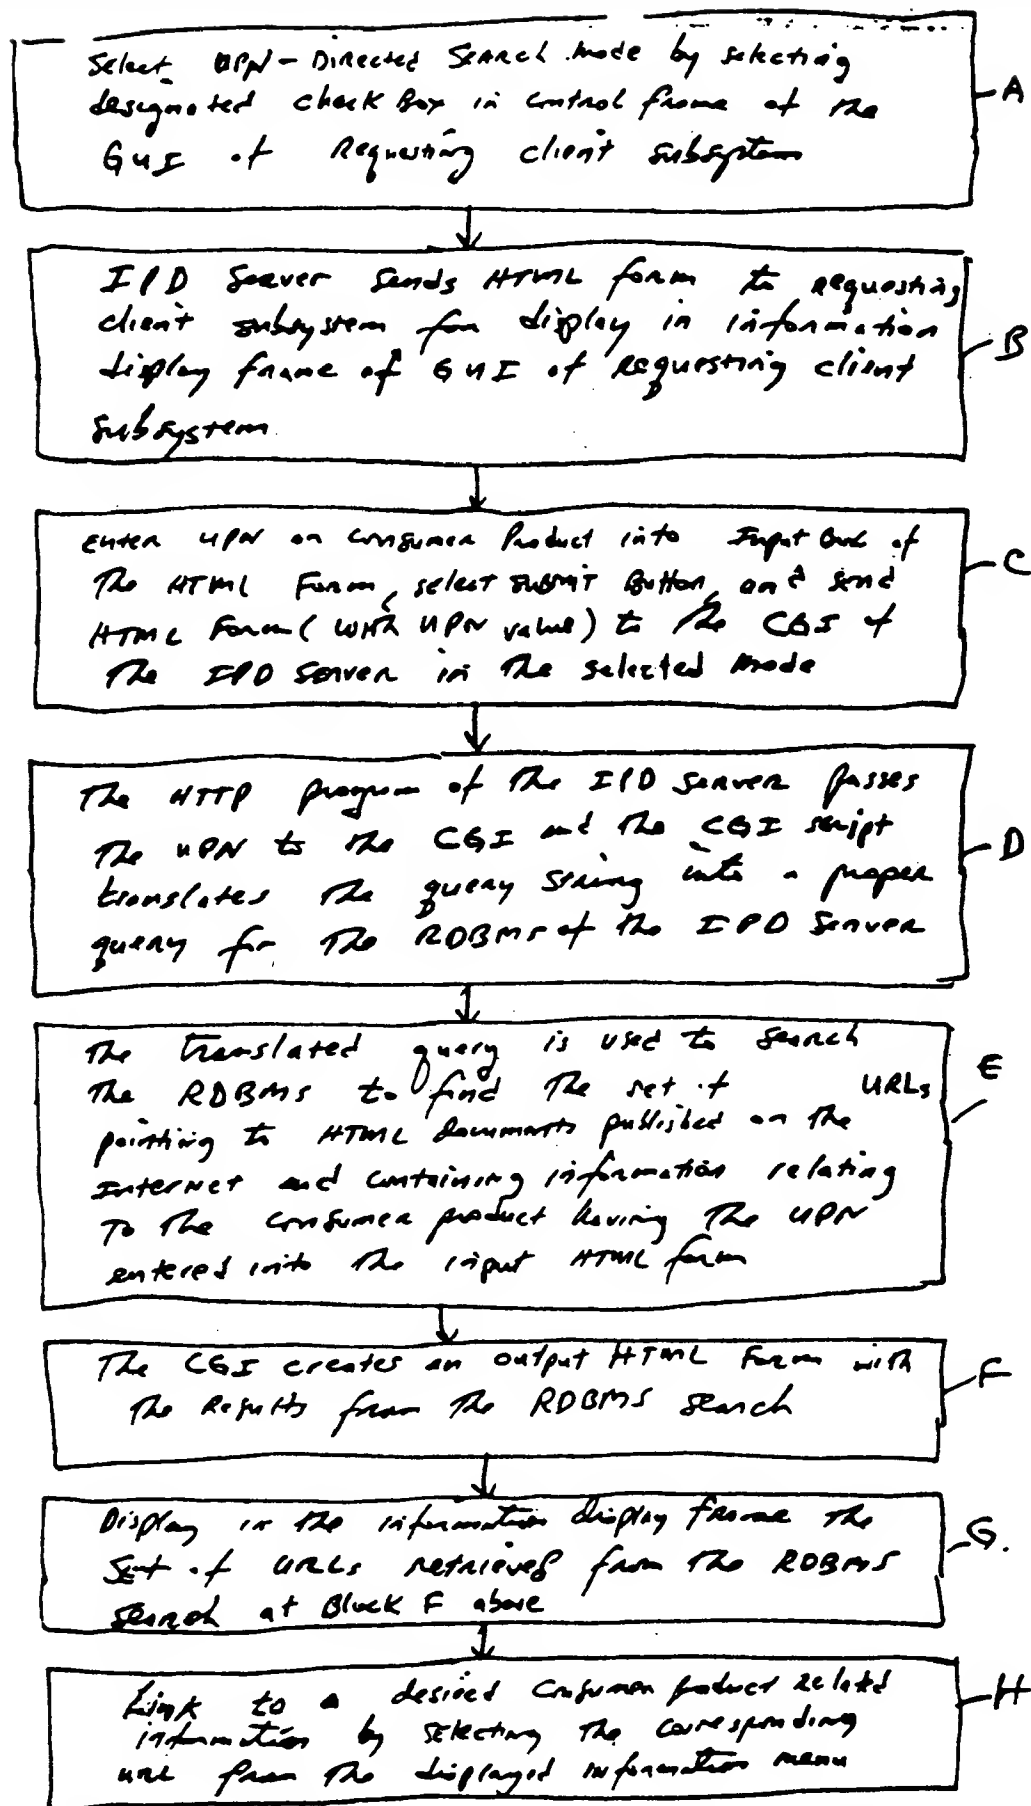 Select UPN-Directed Search mode by selecting
designated check Box in control frame of the
GUI of Requesting client subsystem
A
IPD Server sends HTML form to requesting
client subsystem for display in information
display frame of GUI of requesting client
subsystem
B
Enter UPN on consumer Product into Input Box of
The HTML Form, select submit Button, and send
HTML Form (with UPN value) to the CGI of
The IPD Server in the selected mode
C
The HTTP program of the IPD Server passes
The UPN to the CGI and the CGI script
translates the query string into a proper
query for the RDBMS of the IPD Server
D
The translated query is used to search
The RDBMS to find the set of URLs
pointing to HTML documents published on the
Internet and containing information relating
To the consumer product having the UPN
entered into the input HTML form
E
The CGI creates an output HTML Form with
The Results from the RDBMS search
F
Display in the information display frame the
Set of URLs retrieved from the RDBMS
search at Block F above
G.
Link to a desired consumer product related
information by selecting the corresponding
URL from the displayed information menu
H